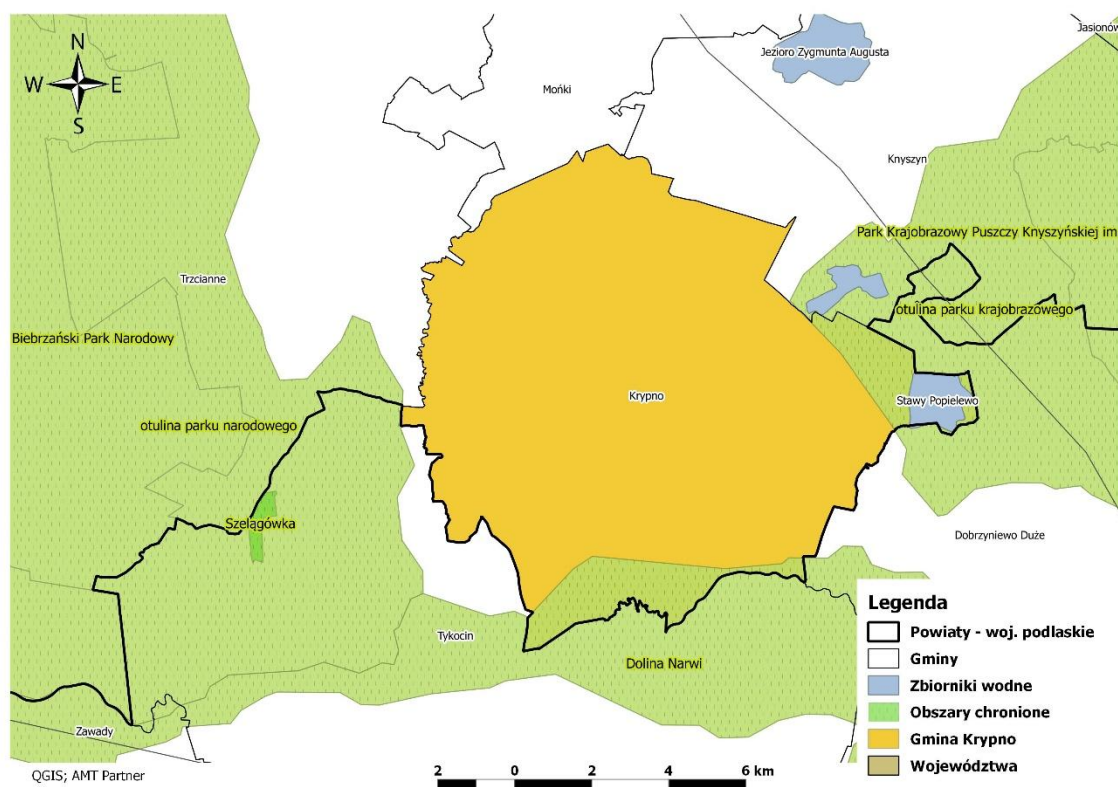 Jasionów
N
W E
S
Jezioro Zygmunta Augusta
Mońki
Knyszyn
Park Krajobrazowy Puszczy Knyszyńskiej im
Trzcianne
otulina parku krajobrazowego
Biebrzański Park Narodowy
Krypno
Stawy Popielewo
otulina parku narodowego
Szelągówka
Dobrzyniewo Duże
Tykocin
Dolina Narwi
Zawady
Legenda
Powiaty - woj. podlaskie
Gminy
Zbiorniki wodne
Obszary chronione
Gmina Krypno
Województwa
QGIS; AMT Partner
2 0 2 4 6 km